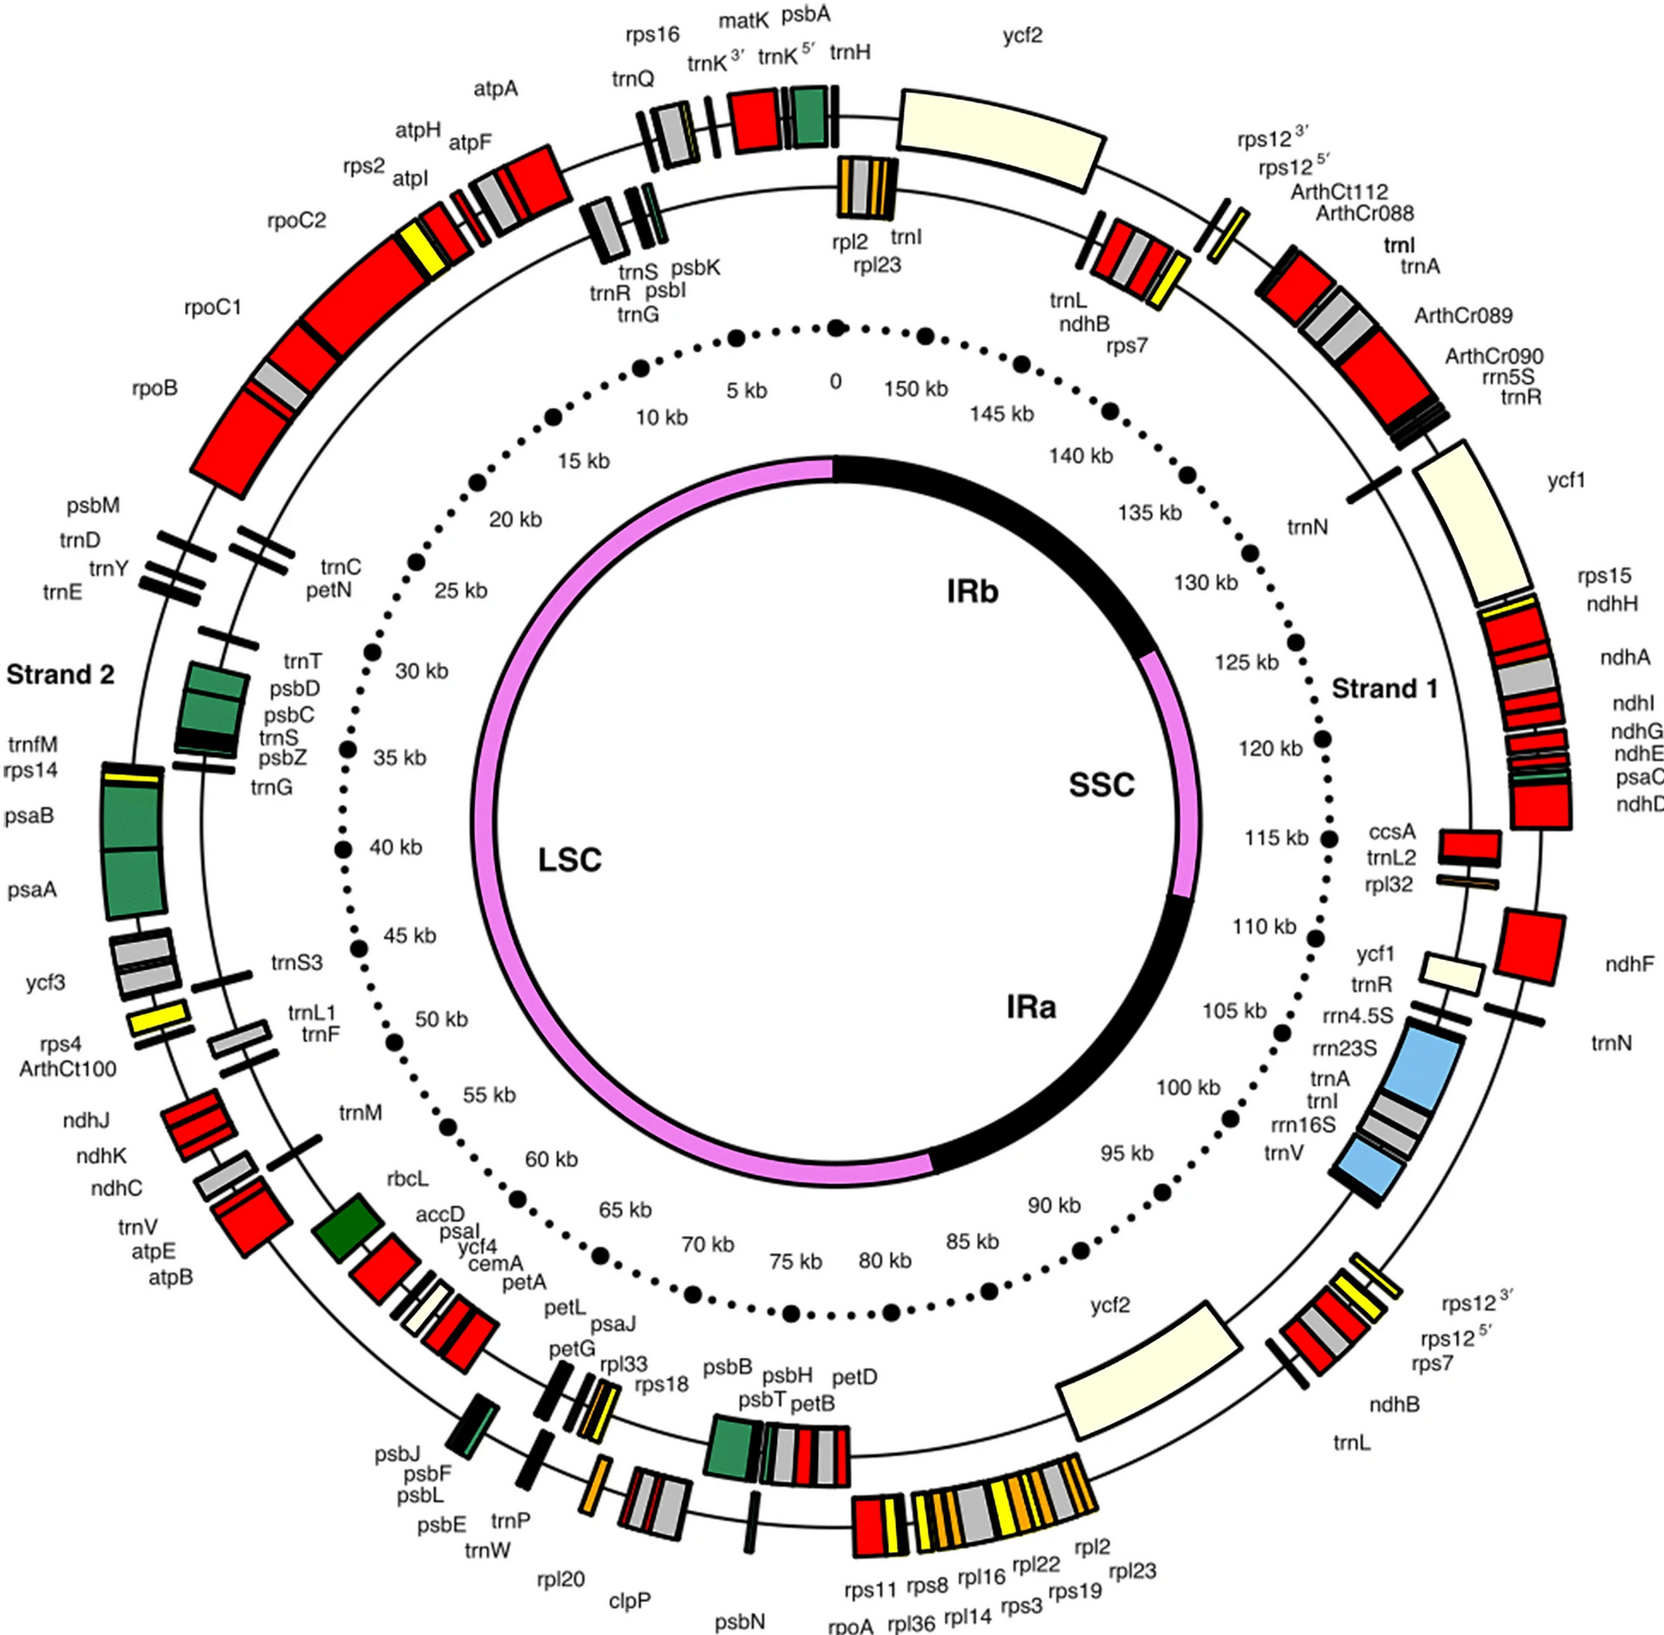 matK psbA
rps16
ycf2
trnK 3′ trnK 5′ trnH
trnQ
atpA
atpH
atpF
rps2
atpI
rpoC2
rpoC1
rpoB
psbM
trnD
trnY
trnE
Strand 2
trnfM
rps14
psaB
psaA
ycf3
rps4
ArthCt100
ndhJ
ndhK
ndhC
trnV
atpE
atpB
psbJ
psbF
psbL
psbE
trnP
trnW
rpl20
clpP
psbN
rps11
rpoA
rps8
rpl36
rpl16
rpl14
rpl22
rps3
rpl2
rps19
rpl23
rps12 3′
rps12 5′
ArthCt112
ArthCr088
trnI
trnA
ArthCr089
ArthCr090
rrn5S
trnR
ycf1
rps15
ndhH
ndhA
ndhI
ndhG
ndhE
psaC
ndhD
ndhF
trnN
rps12 3′
rps12 5′
rps7
ndhB
trnL
rpl2
trnI
rpl23
trnL
ndhB
rps7
trnN
Strand 1
ccsA
trnL2
rpl32
ycf1
trnR
rrn4.5S
rrn23S
trnA
trnI
rrn16S
trnV
ycf2
trnS
psbK
trnR
psbI
trnG
trnC
petN
trnT
psbD
psbC
trnS
psbZ
trnG
trnS3
trnL1
trnF
trnM
rbcL
accD
psaI
ycf4
cemA
petA
petL
psaJ
petG
rpl33
rps18
psbB
psbH
petD
psbT
petB
0
5 kb
10 kb
15 kb
20 kb
25 kb
30 kb
35 kb
40 kb
45 kb
50 kb
55 kb
60 kb
65 kb
70 kb
75 kb
80 kb
85 kb
90 kb
95 kb
100 kb
105 kb
110 kb
115 kb
120 kb
125 kb
130 kb
135 kb
140 kb
145 kb
150 kb
IRb
SSC
LSC
IRa